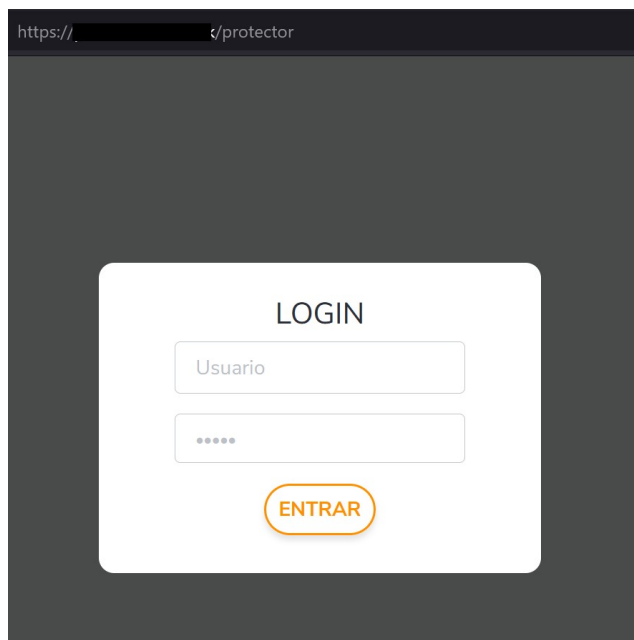 https:// k/protector
LOGIN
Usuario
•••••
ENTRAR